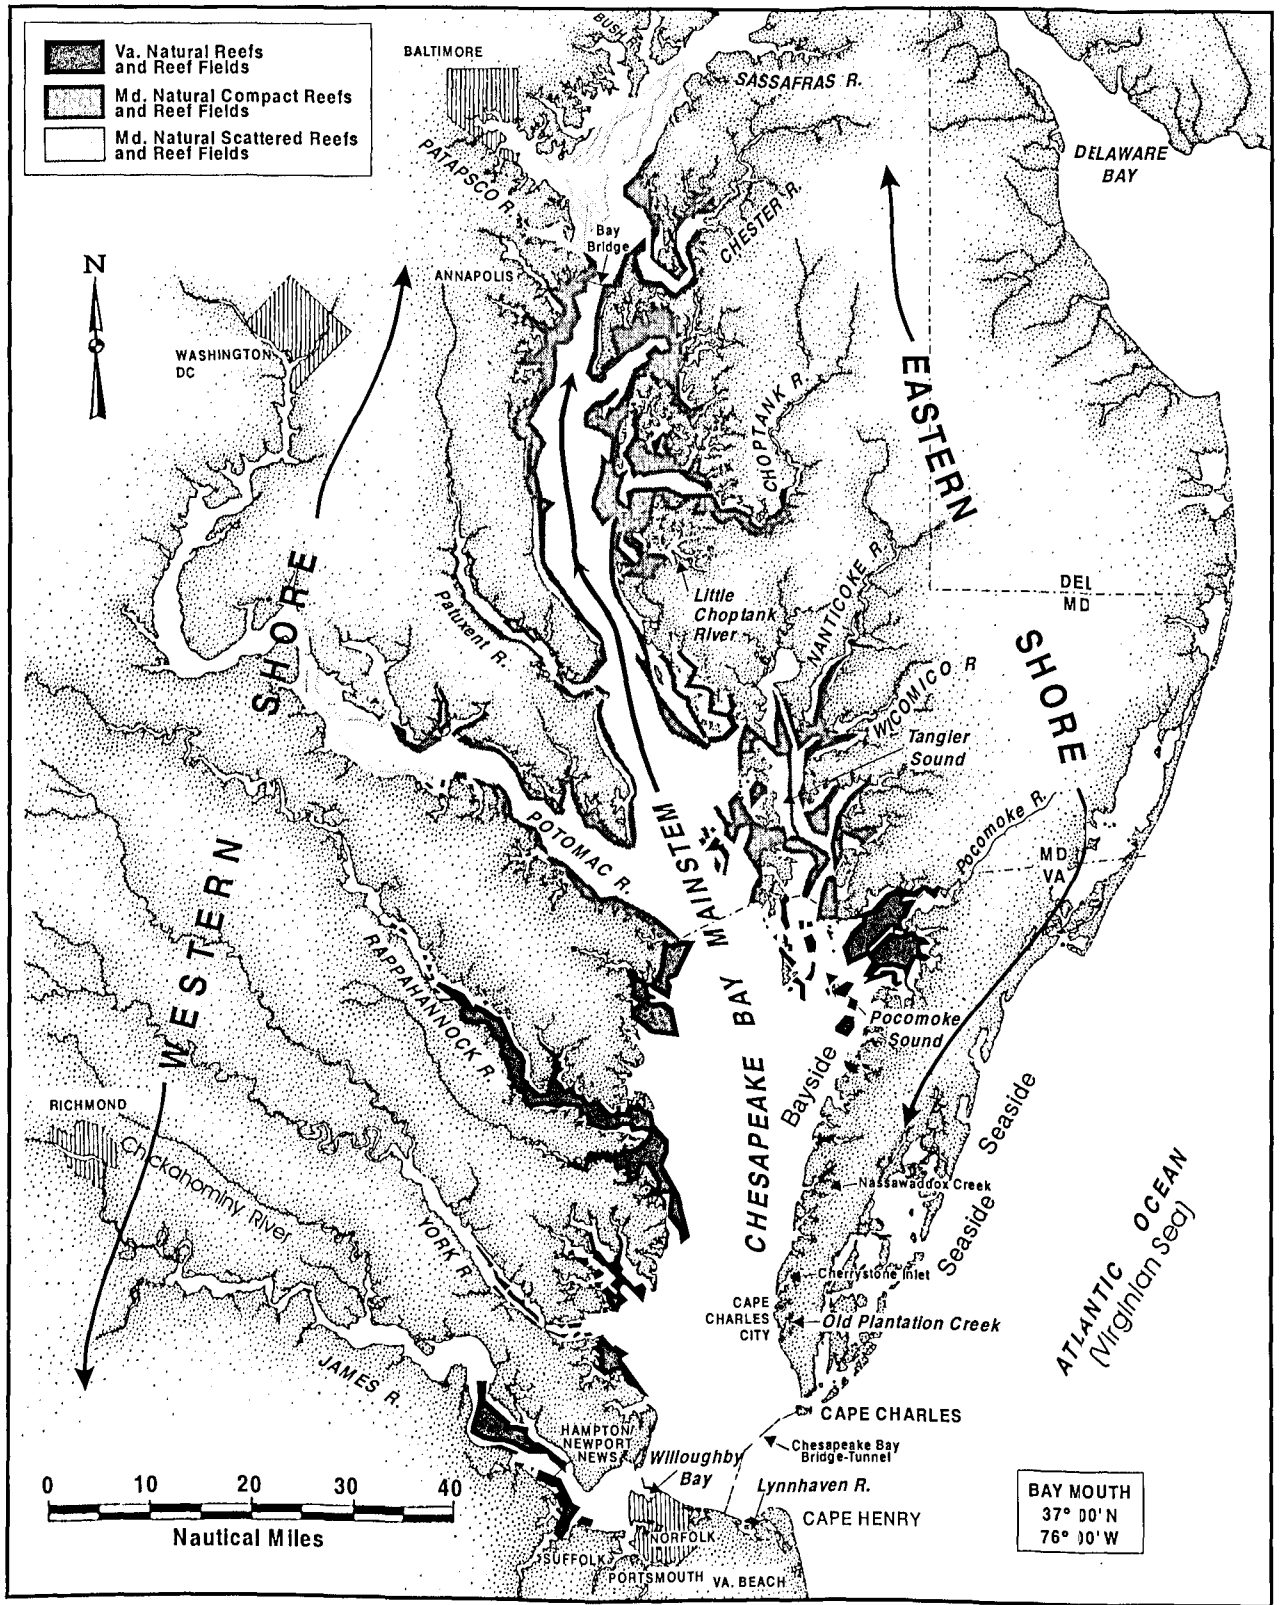 Va. Natural Reefs
and Reef Fields
Md. Natural Compact Reefs
and Reef Fields
Md. Natural Scattered Reefs
and Reef Fields
BALTIMORE
BUSH
SASSAFRAS R.
PATAPSCO R.
DELAWARE
BAY
CHESTER R.
Bay
Bridge
N
ANNAPOLIS
WASHINGTON
DC
EASTERN
SHORE
CHOPTANK R.
NANTICOKE R.
DEL
MD
Little
Choptank
River
Patuxent R.
WICOMICO R
Tangier
Sound
WESTERN
SHORE
POTOMAC R.
Pocomoke R.
MD
VA
CHESAPEAKE BAY MAINSTEM
RAPPAHANNOCK R.
Pocomoke
Sound
Bayside
Seaside
Seaside
RICHMOND
Chickahominy River
Nassawaddox Creek
YORK R.
Cherrystone Inlet
CAPE
CHARLES
CITY
Old Plantation Creek
ATLANTIC OCEAN
(Virginian Sea)
JAMES R.
CAPE CHARLES
HAMPTON/
NEWPORT
NEWS
Chesapeake Bay
Bridge-Tunnel
Willoughby
Bay
Lynnhaven R.
CAPE HENRY
NORFOLK
SUFFOLK
PORTSMOUTH
VA. BEACH
0 10 20 30 40
Nautical Miles
BAY MOUTH
37° 00'N
76° 00'W